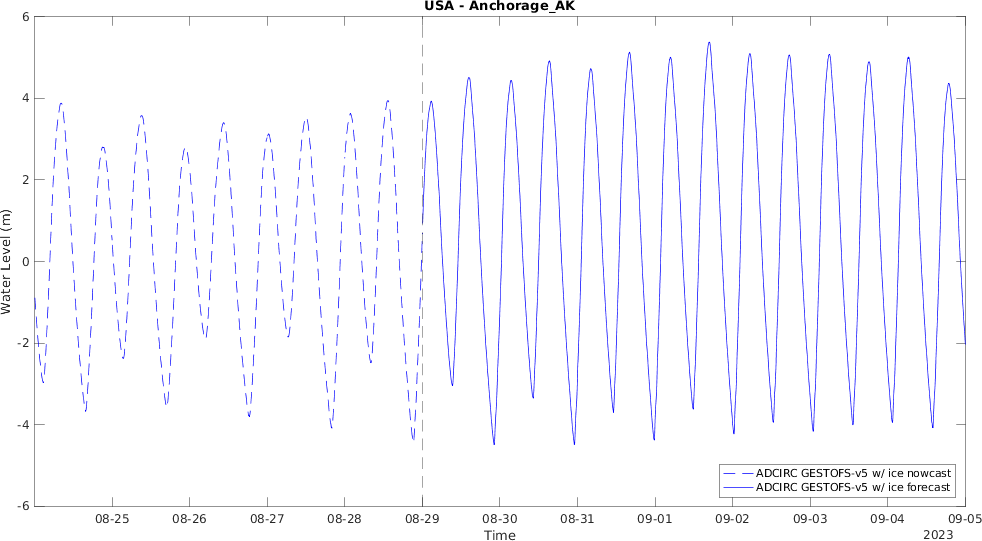 USA - Anchorage_AK
6
4
2
0
-2
-4
-6
Water Level (m)
ADCIRC GESTOFS-v5 w/ ice nowcast
ADCIRC GESTOFS-v5 w/ ice forecast
08-25 08-26 08-27 08-28 08-29 08-30 08-31 09-01 09-02 09-03 09-04 09-05
Time
2023